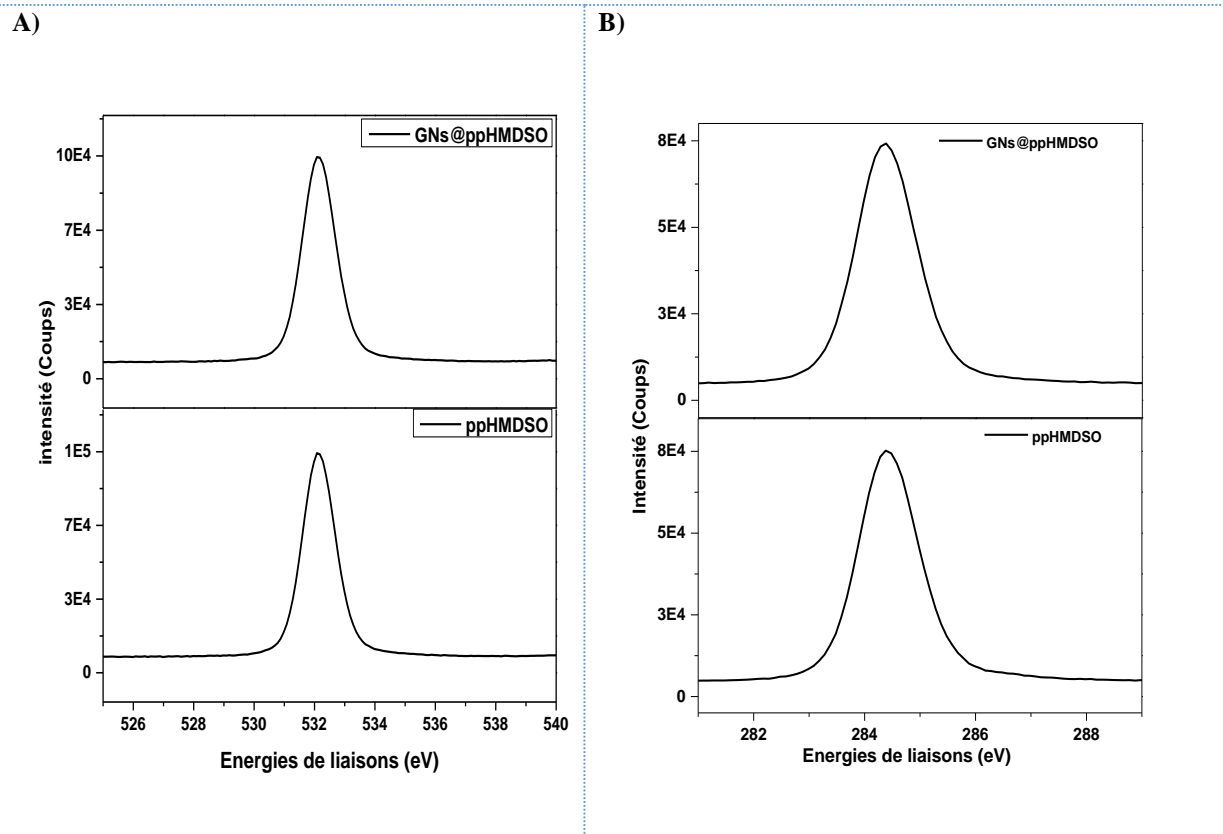 A)
GNs@ppHMDSO
10E4
7E4
3E4
0
ppHMDSO
1E5
7E4
3E4
0
intensité (Coups)
526 528 530 532 534 536 538 540
Energies de liaisons (eV)
B)
GNs@ppHMDSO
8E4
5E4
3E4
0
ppHMDSO
8E4
5E4
3E4
0
Intensité (Coups)
282 284 286 288
Energies de liaisons (eV)